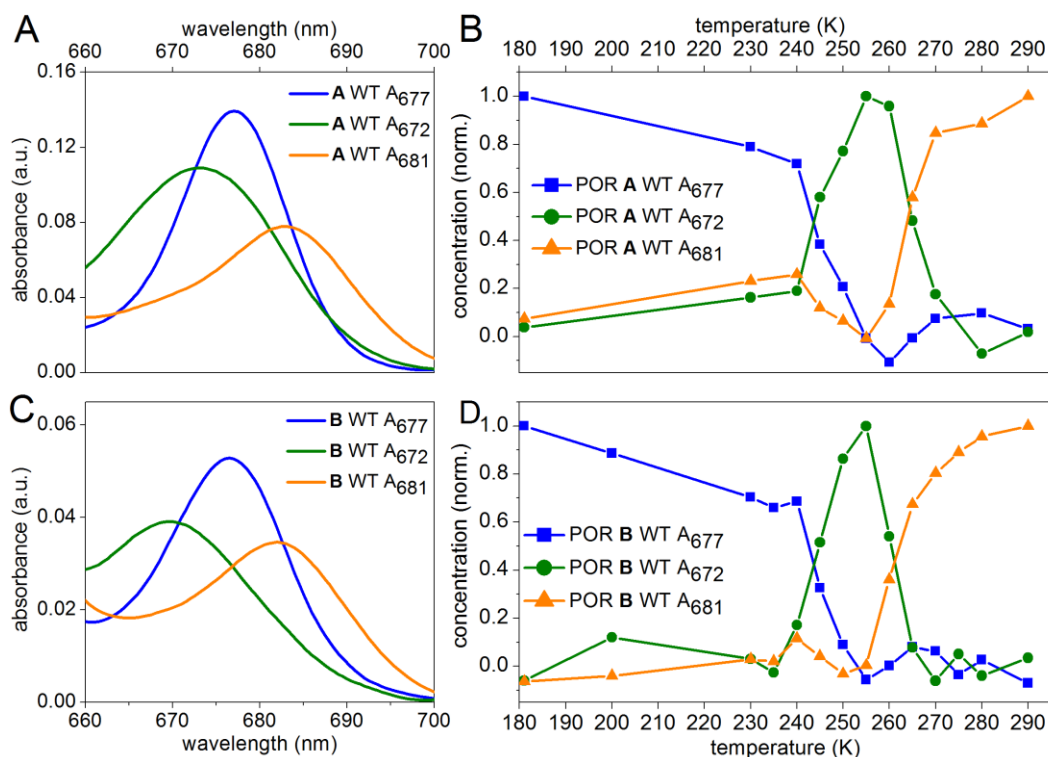 A
wavelength (nm)
660 670 680 690 700
0.16
0.12
0.08
0.04
0.00
absorbance (a.u.)
A WT A677
A WT A672
A WT A681
B
temperature (K)
180 190 200 210 220 230 240 250 260 270 280 290
1.0
0.8
0.6
0.4
0.2
0.0
concentration (norm.)
POR A WT A677
POR A WT A672
POR A WT A681
C
0.06
0.04
0.02
0.00
absorbance (a.u.)
B WT A677
B WT A672
B WT A681
660 670 680 690 700
wavelength (nm)
D
1.0
0.8
0.6
0.4
0.2
0.0
concentration (norm.)
POR B WT A677
POR B WT A672
POR B WT A681
180 190 200 210 220 230 240 250 260 270 280 290
temperature (K)